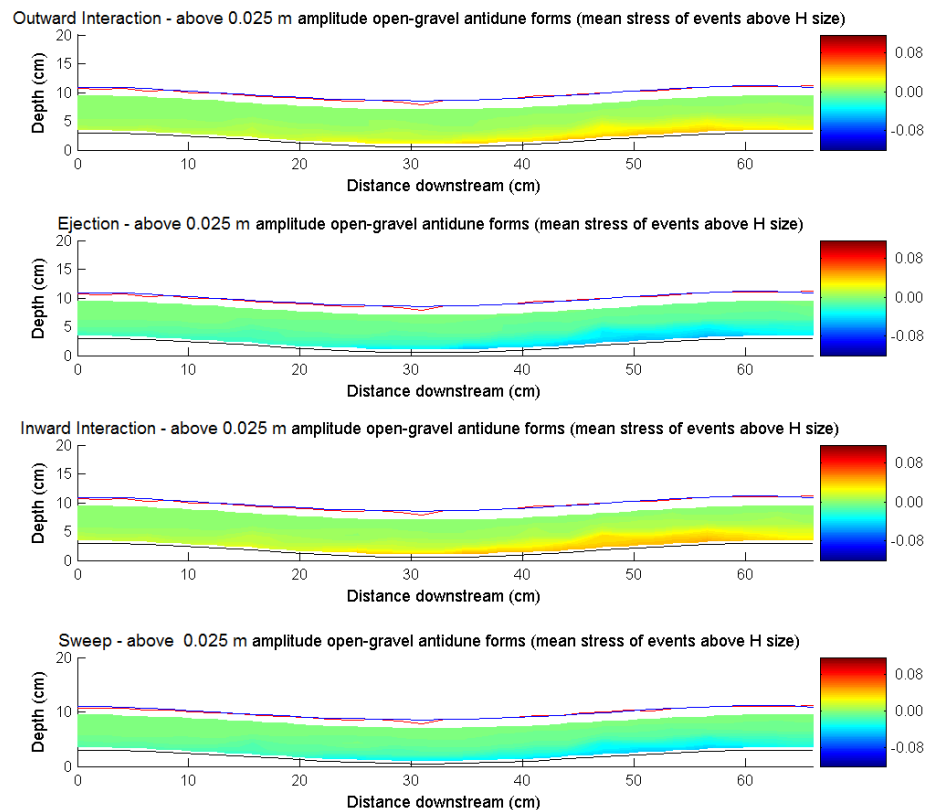 Outward Interaction - above 0.025 m amplitude open-gravel antidune forms (mean stress of events above H size)
20
15
10
5
0
Depth (cm)
0 10 20 30 40 50 60
Distance downstream (cm)
0.08
0.00
-0.08
Ejection - above 0.025 m amplitude open-gravel antidune forms (mean stress of events above H size)
20
15
10
5
0
Depth (cm)
0 10 20 30 40 50 60
Distance downstream (cm)
0.08
0.00
-0.08
Inward Interaction - above 0.025 m amplitude open-gravel antidune forms (mean stress of events above H size)
20
15
10
5
0
Depth (cm)
0 10 20 30 40 50 60
Distance downstream (cm)
0.08
0.00
-0.08
Sweep - above  0.025 m amplitude open-gravel antidune forms (mean stress of events above H size)
20
10
0
Depth (cm)
0 10 20 30 40 50 60
Distance downstream (cm)
0.08
0.00
-0.08